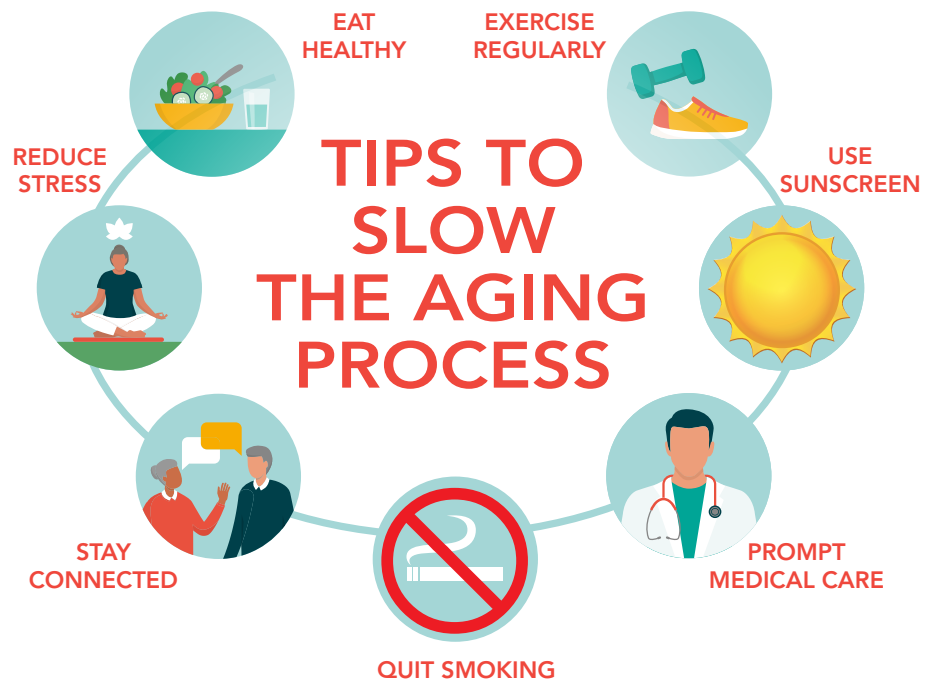 EAT
HEALTHY
EXERCISE
REGULARLY
TIPS TO
SLOW
THE AGING
PROCESS
REDUCE
STRESS
USE
SUNSCREEN
STAY
CONNECTED
PROMPT
MEDICAL CARE
QUIT SMOKING